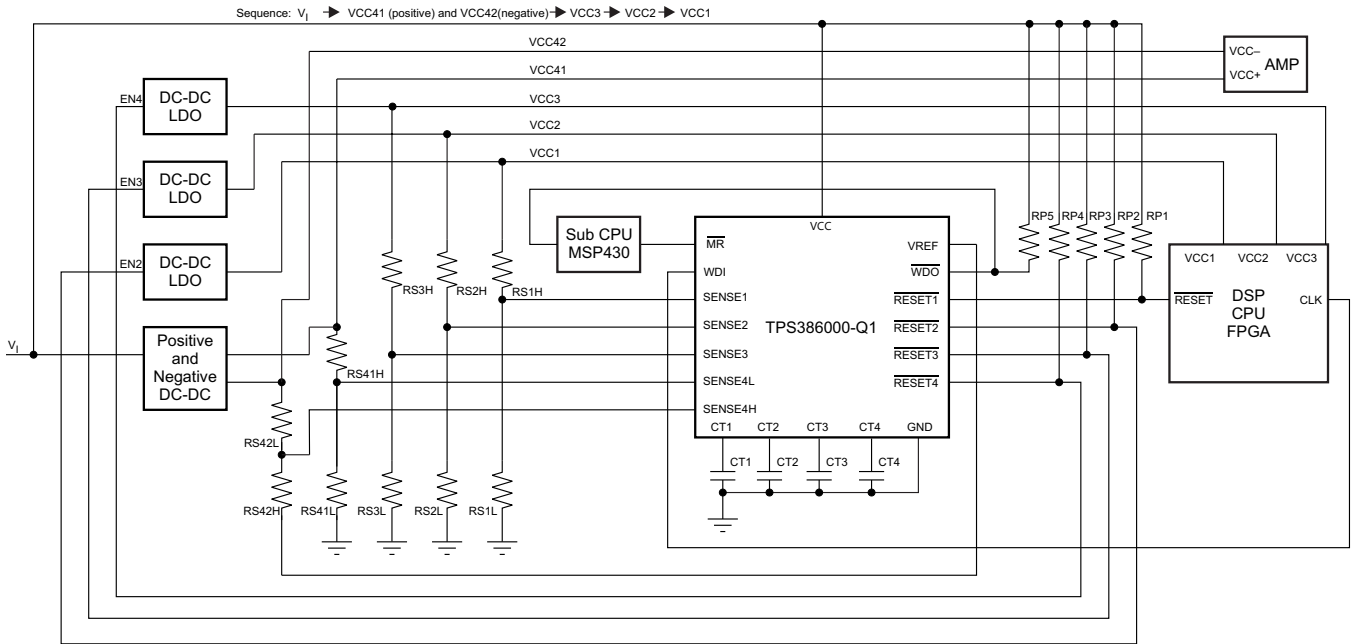 Sequence: VI → VCC41 (positive) and VCC42(negative) → VCC3 → VCC2 → VCC1
VCC42
VCC41
VCC3
VCC2
VCC1
VCC–
VCC+
AMP
EN4
DC-DC
LDO
EN3
DC-DC
LDO
EN2
DC-DC
LDO
VI
Positive
and
Negative
DC-DC
RS3H
RS2H
RS1H
RS41H
RS42L
RS42H
RS41L
RS3L
RS2L
RS1L
Sub CPU
MSP430
VCC
MR
WDI
SENSE1
SENSE2
SENSE3
SENSE4L
SENSE4H
TPS386000-Q1
VREF
WDO
RESET1
RESET2
RESET3
RESET4
CT1
CT2
CT3
CT4
GND
CT1
CT2
CT3
CT4
RP5
RP4
RP3
RP2
RP1
VCC1
VCC2
VCC3
RESET
DSP
CPU
FPGA
CLK